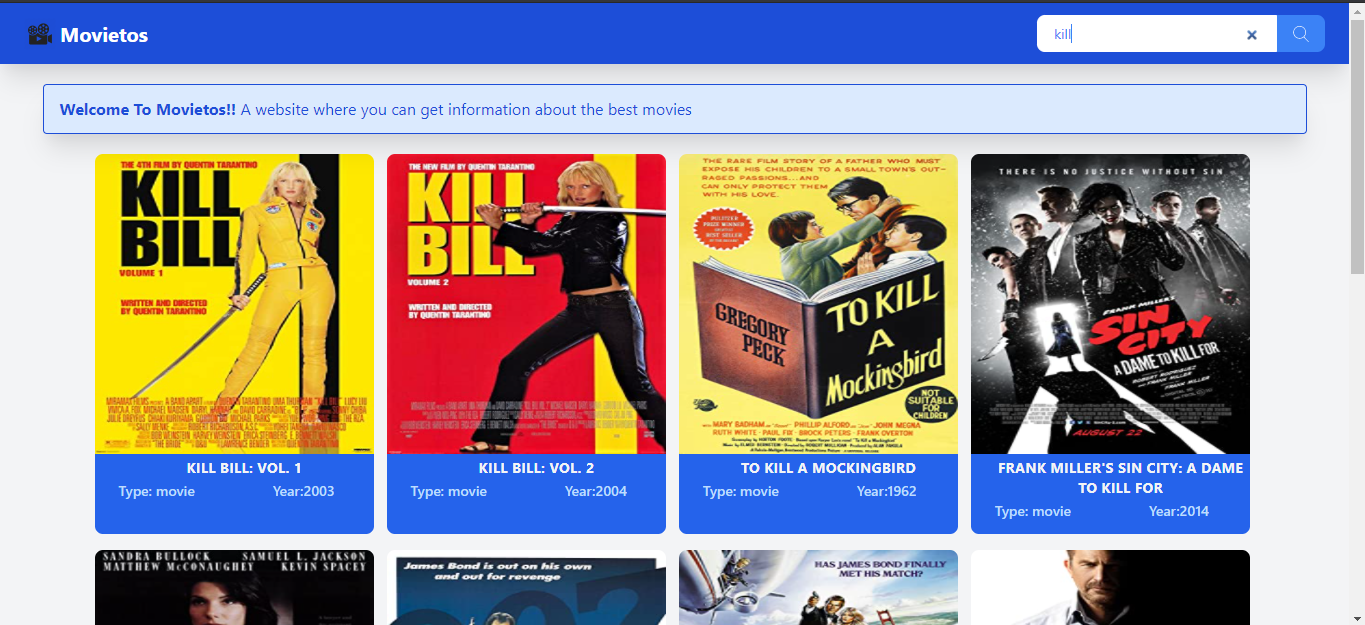 Movietos
kill
Welcome To Movietos!! A website where you can get information about the best movies
THE 4TH FILM BY QUENTIN TARANTINO
KILL
BILL
VOLUME 1
WRITTEN AND DIRECTED
BY QUENTIN TARANTINO
KILL BILL: VOL. 1
Type: movie Year:2003
THE NEW FILM BY QUENTIN TARANTINO
KILL
BILL
VOLUME 2
WRITTEN AND DIRECTED
BY QUENTIN TARANTINO
KILL BILL: VOL. 2
Type: movie Year:2004
THE RARE FILM STORY OF A FATHER WHO MUST
EXPOSE HIS CHILDREN TO A SMALL TOWN'S OUT-
RAGED PASSIONS...AND
CAN ONLY PROTECT THEM
WITH HIS LOVE.
PULITZER
PRIZE WINNER
BEST SELLER
GREGORY
PECK
TO KILL
A
Mockingbird
NOT
SUITABLE
FOR
CHILDREN
MARY BADHAM PHILLIP ALFORD JOHN MEGNA
RUTH WHITE PAUL FIX BROCK PETERS FRANK OVERTON
TO KILL A MOCKINGBIRD
Type: movie Year:1962
THERE IS NO JUSTICE WITHOUT SIN
FRANK MILLER'S
SIN
CITY
A DAME TO KILL FOR
ROBERT RODRIGUEZ
FRANK MILLER
AUGUST 22
FRANK MILLER'S SIN CITY: A DAME
TO KILL FOR
Type: movie Year:2014
SANDRA BULLOCK SAMUEL L. JACKSON
MATTHEW McCONAUGHEY KEVIN SPACEY
James Bond is out on his own
and out for revenge
HAS JAMES BOND FINALLY
MET HIS MATCH?